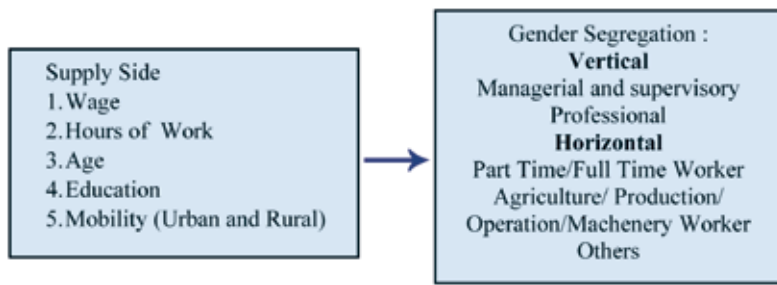 Supply Side
1.Wage
2.Hours of Work
3.Age
4.Education
5.Mobility (Urban and Rural)
Gender Segregation :
Vertical
Managerial and supervisory
Professional
Horizontal
Part Time/Full Time Worker
Agriculture/ Production/
Operation/Machenery Worker
Others